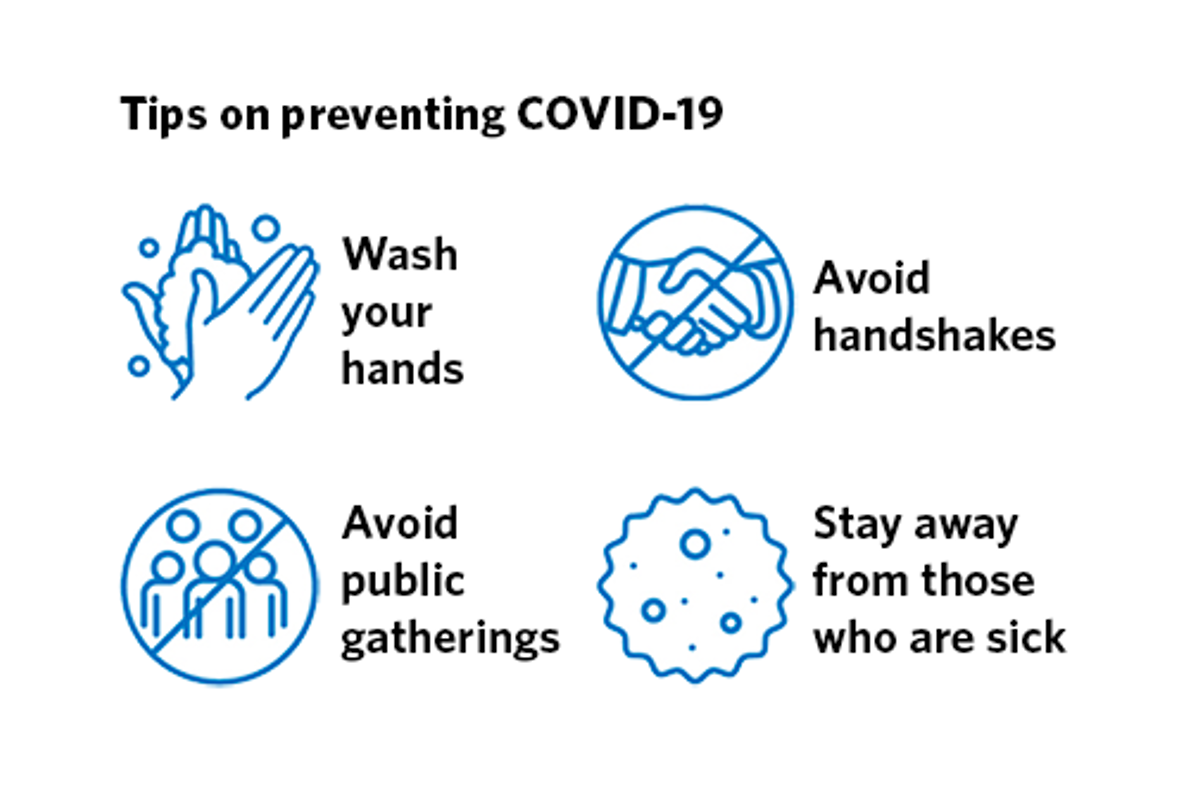 Tips on preventing COVID-19
Wash
your
hands
Avoid
handshakes
Avoid
public
gatherings
Stay away
from those
who are sick